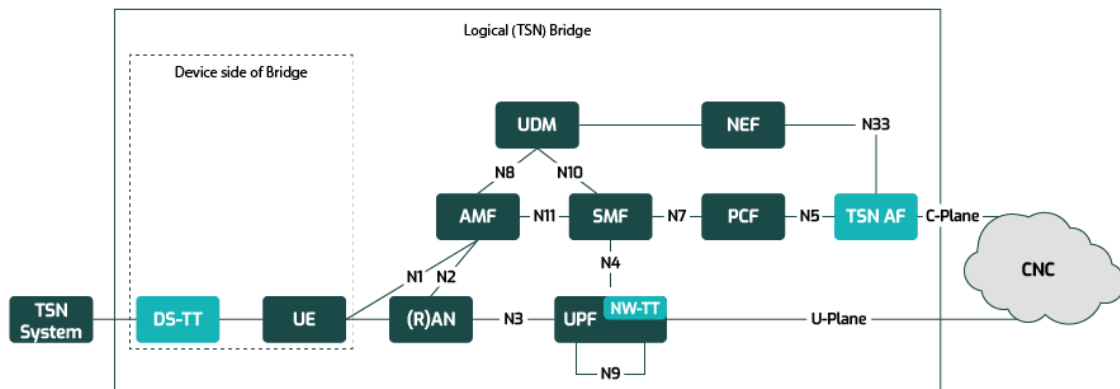 Logical (TSN) Bridge
Device side of Bridge
UDM
NEF
N33
N8
N10
AMF
N11
SMF
N7
PCF
N5
TSN AF
C-Plane
N1
N2
N4
CNC
TSN
System
DS-TT
UE
(R)AN
N3
UPF
NW-TT
U-Plane
N9